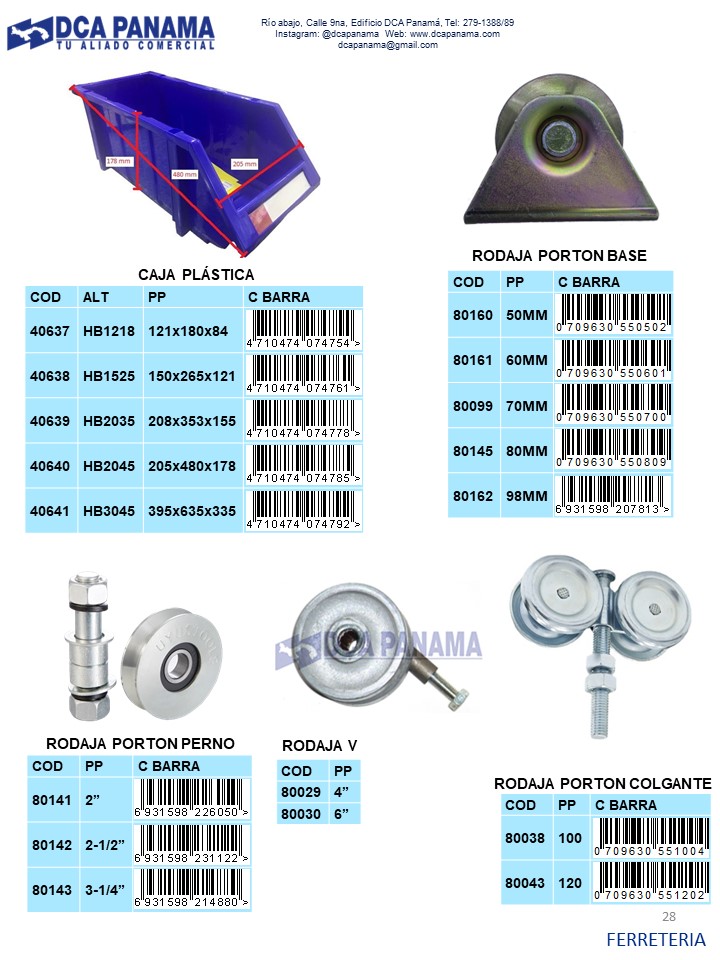 DCA PANAMA
TU ALIADO COMERCIAL
Río abajo, Calle 9na, Edificio DCA Panamá, Tel: 279-1388/89
Instagram: @dcapanama Web: www.dcapanama.com
dcapanama@gmail.com
178 mm
480 mm
205 mm
CAJA PLÁSTICA
COD ALT PP C BARRA
40637 HB1218 121x180x84 4 710474 074754 >
40638 HB1525 150x265x121 4 710474 074761 >
40639 HB2035 208x353x155 4 710474 074778 >
40640 HB2045 205x480x178 4 710474 074785 >
40641 HB3045 395x635x335 4 710474 074792 >
RODAJA PORTON BASE
COD PP C BARRA
80160 50MM 0 709630 550502
80161 60MM 0 709630 550601
80099 70MM 0 709630 550700
80145 80MM 0 709630 550809
80162 98MM 6 931598 207813 >
DCA PANAMA
TU ALIADO COMERCIAL
RODAJA PORTON PERNO
COD PP C BARRA
80141 2” 6 931598 226050 >
80142 2-1/2” 6 931598 231122 >
80143 3-1/4” 6 931598 214880 >
RODAJA V
COD PP
80029 4”
80030 6”
RODAJA PORTON COLGANTE
COD PP C BARRA
80038 100 0 709630 551004
80043 120 0 709630 551202
28
FERRETERIA